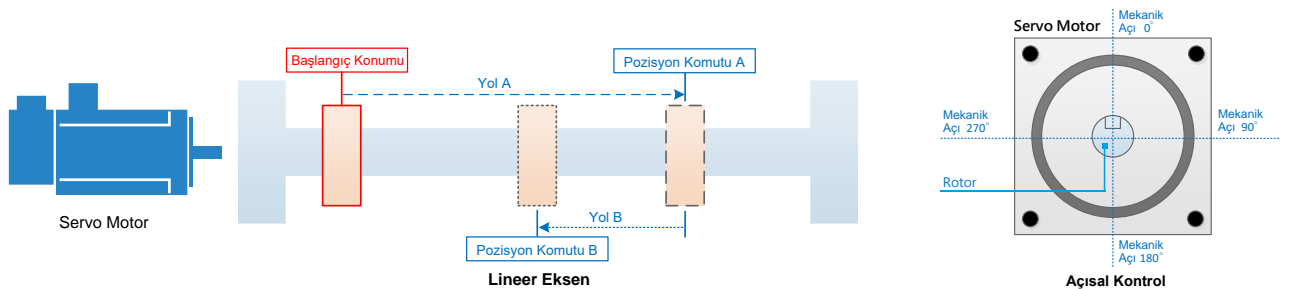 Servo Motor
Başlangıç Konumu
Yol A
Pozisyon Komutu A
Yol B
Pozisyon Komutu B
Lineer Eksen
Servo Motor
Mekanik
Açı 0°
Mekanik
Açı 270°
Mekanik
Açı 90°
Rotor
Mekanik
Açı 180°
Açısal Kontrol